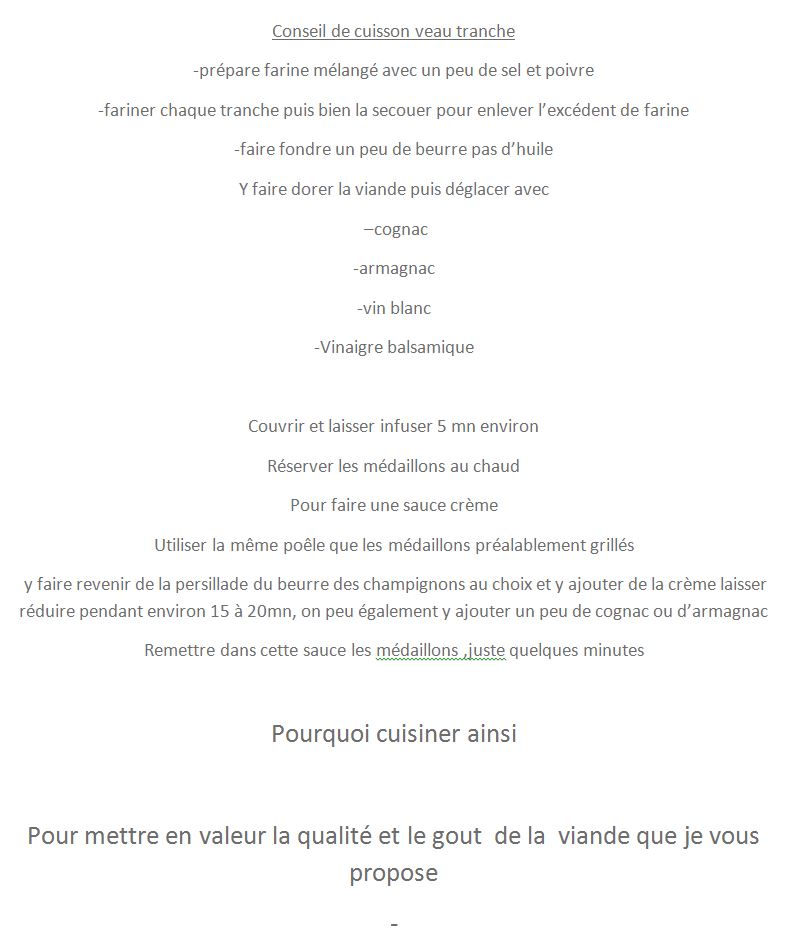 Conseil de cuisson veau tranche
-prépare farine mélangé avec un peu de sel et poivre
-fariner chaque tranche puis bien la secouer pour enlever l’excédent de farine
-faire fondre un peu de beurre pas d’huile
Y faire dorer la viande puis déglacer avec
–cognac
-armagnac
-vin blanc
-Vinaigre balsamique
Couvrir et laisser infuser 5 mn environ
Réserver les médaillons au chaud
Pour faire une sauce crème
Utiliser la même poêle que les médaillons préalablement grillés
y faire revenir de la persillade du beurre des champignons au choix et y ajouter de la crème laisser
réduire pendant environ 15 à 20mn, on peu également y ajouter un peu de cognac ou d’armagnac
Remettre dans cette sauce les médaillons ,juste quelques minutes
Pourquoi cuisiner ainsi
Pour mettre en valeur la qualité et le gout de la viande que je vous
propose
-